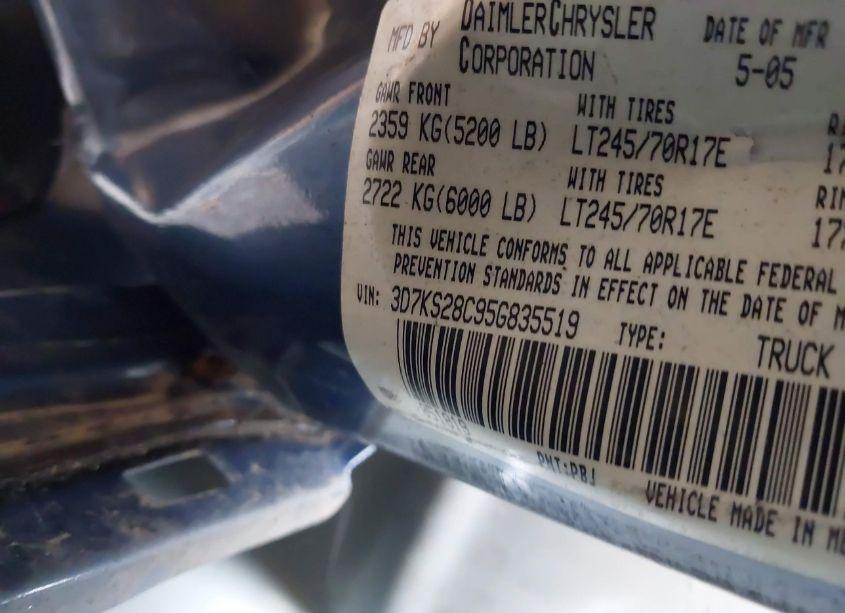 MFD BY DAIMLERCHRYSLER CORPORATION
DATE OF MFR
5-05
GAWR FRONT WITH TIRES
2359 KG(5200 LB) LT245/70R17E
GAWR REAR WITH TIRES
2722 KG(6000 LB) LT245/70R17E
THIS VEHICLE CONFORMS TO ALL APPLICABLE FEDERAL
PREVENTION STANDARDS IN EFFECT ON THE DATE OF
VIN: 3D7KS28C95G835519 TYPE: TRUCK
PNT:PBJ
VEHICLE MADE IN